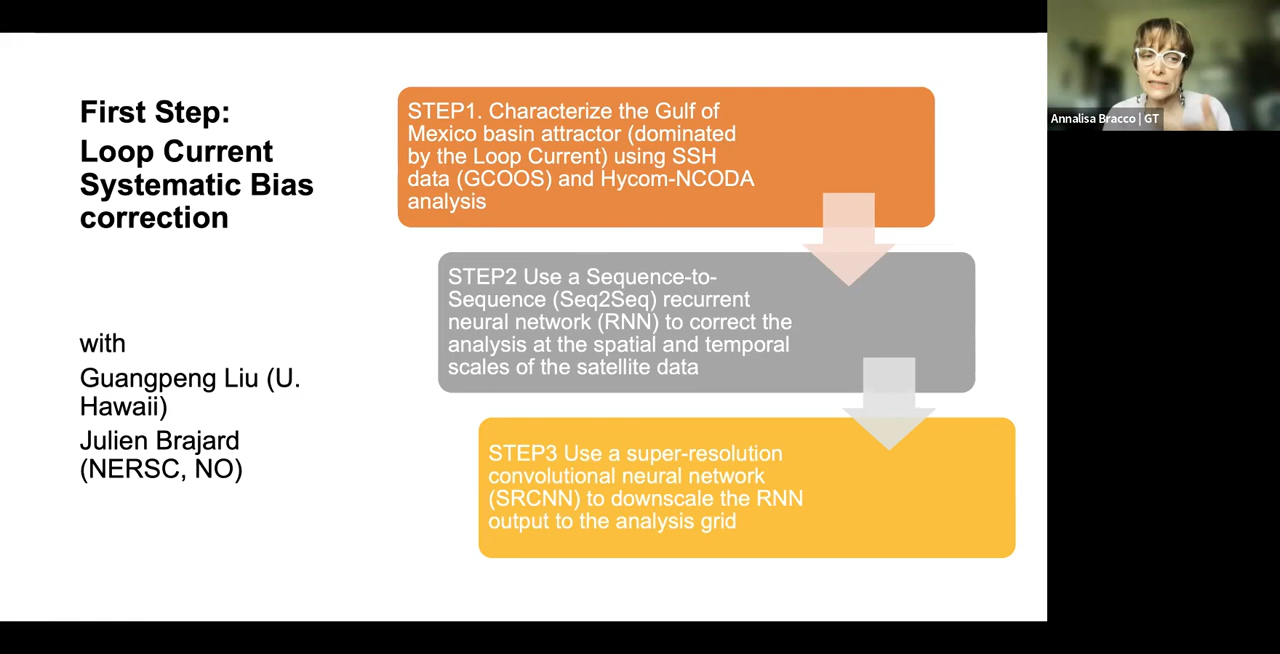 First Step:
Loop Current
Systematic Bias
correction
with
Guangpeng Liu (U.
Hawaii)
Julien Brajard
(NERSC, NO)
STEP1. Characterize the Gulf of
Mexico basin attractor (dominated
by the Loop Current) using SSH
data (GCOOS) and Hycom-NCODA
analysis
STEP2 Use a Sequence-to-
Sequence (Seq2Seq) recurrent
neural network (RNN) to correct the
analysis at the spatial and temporal
scales of the satellite data
STEP3 Use a super-resolution
convolutional neural network
(SRCNN) to downscale the RNN
output to the analysis grid
Annalisa Bracco | GT